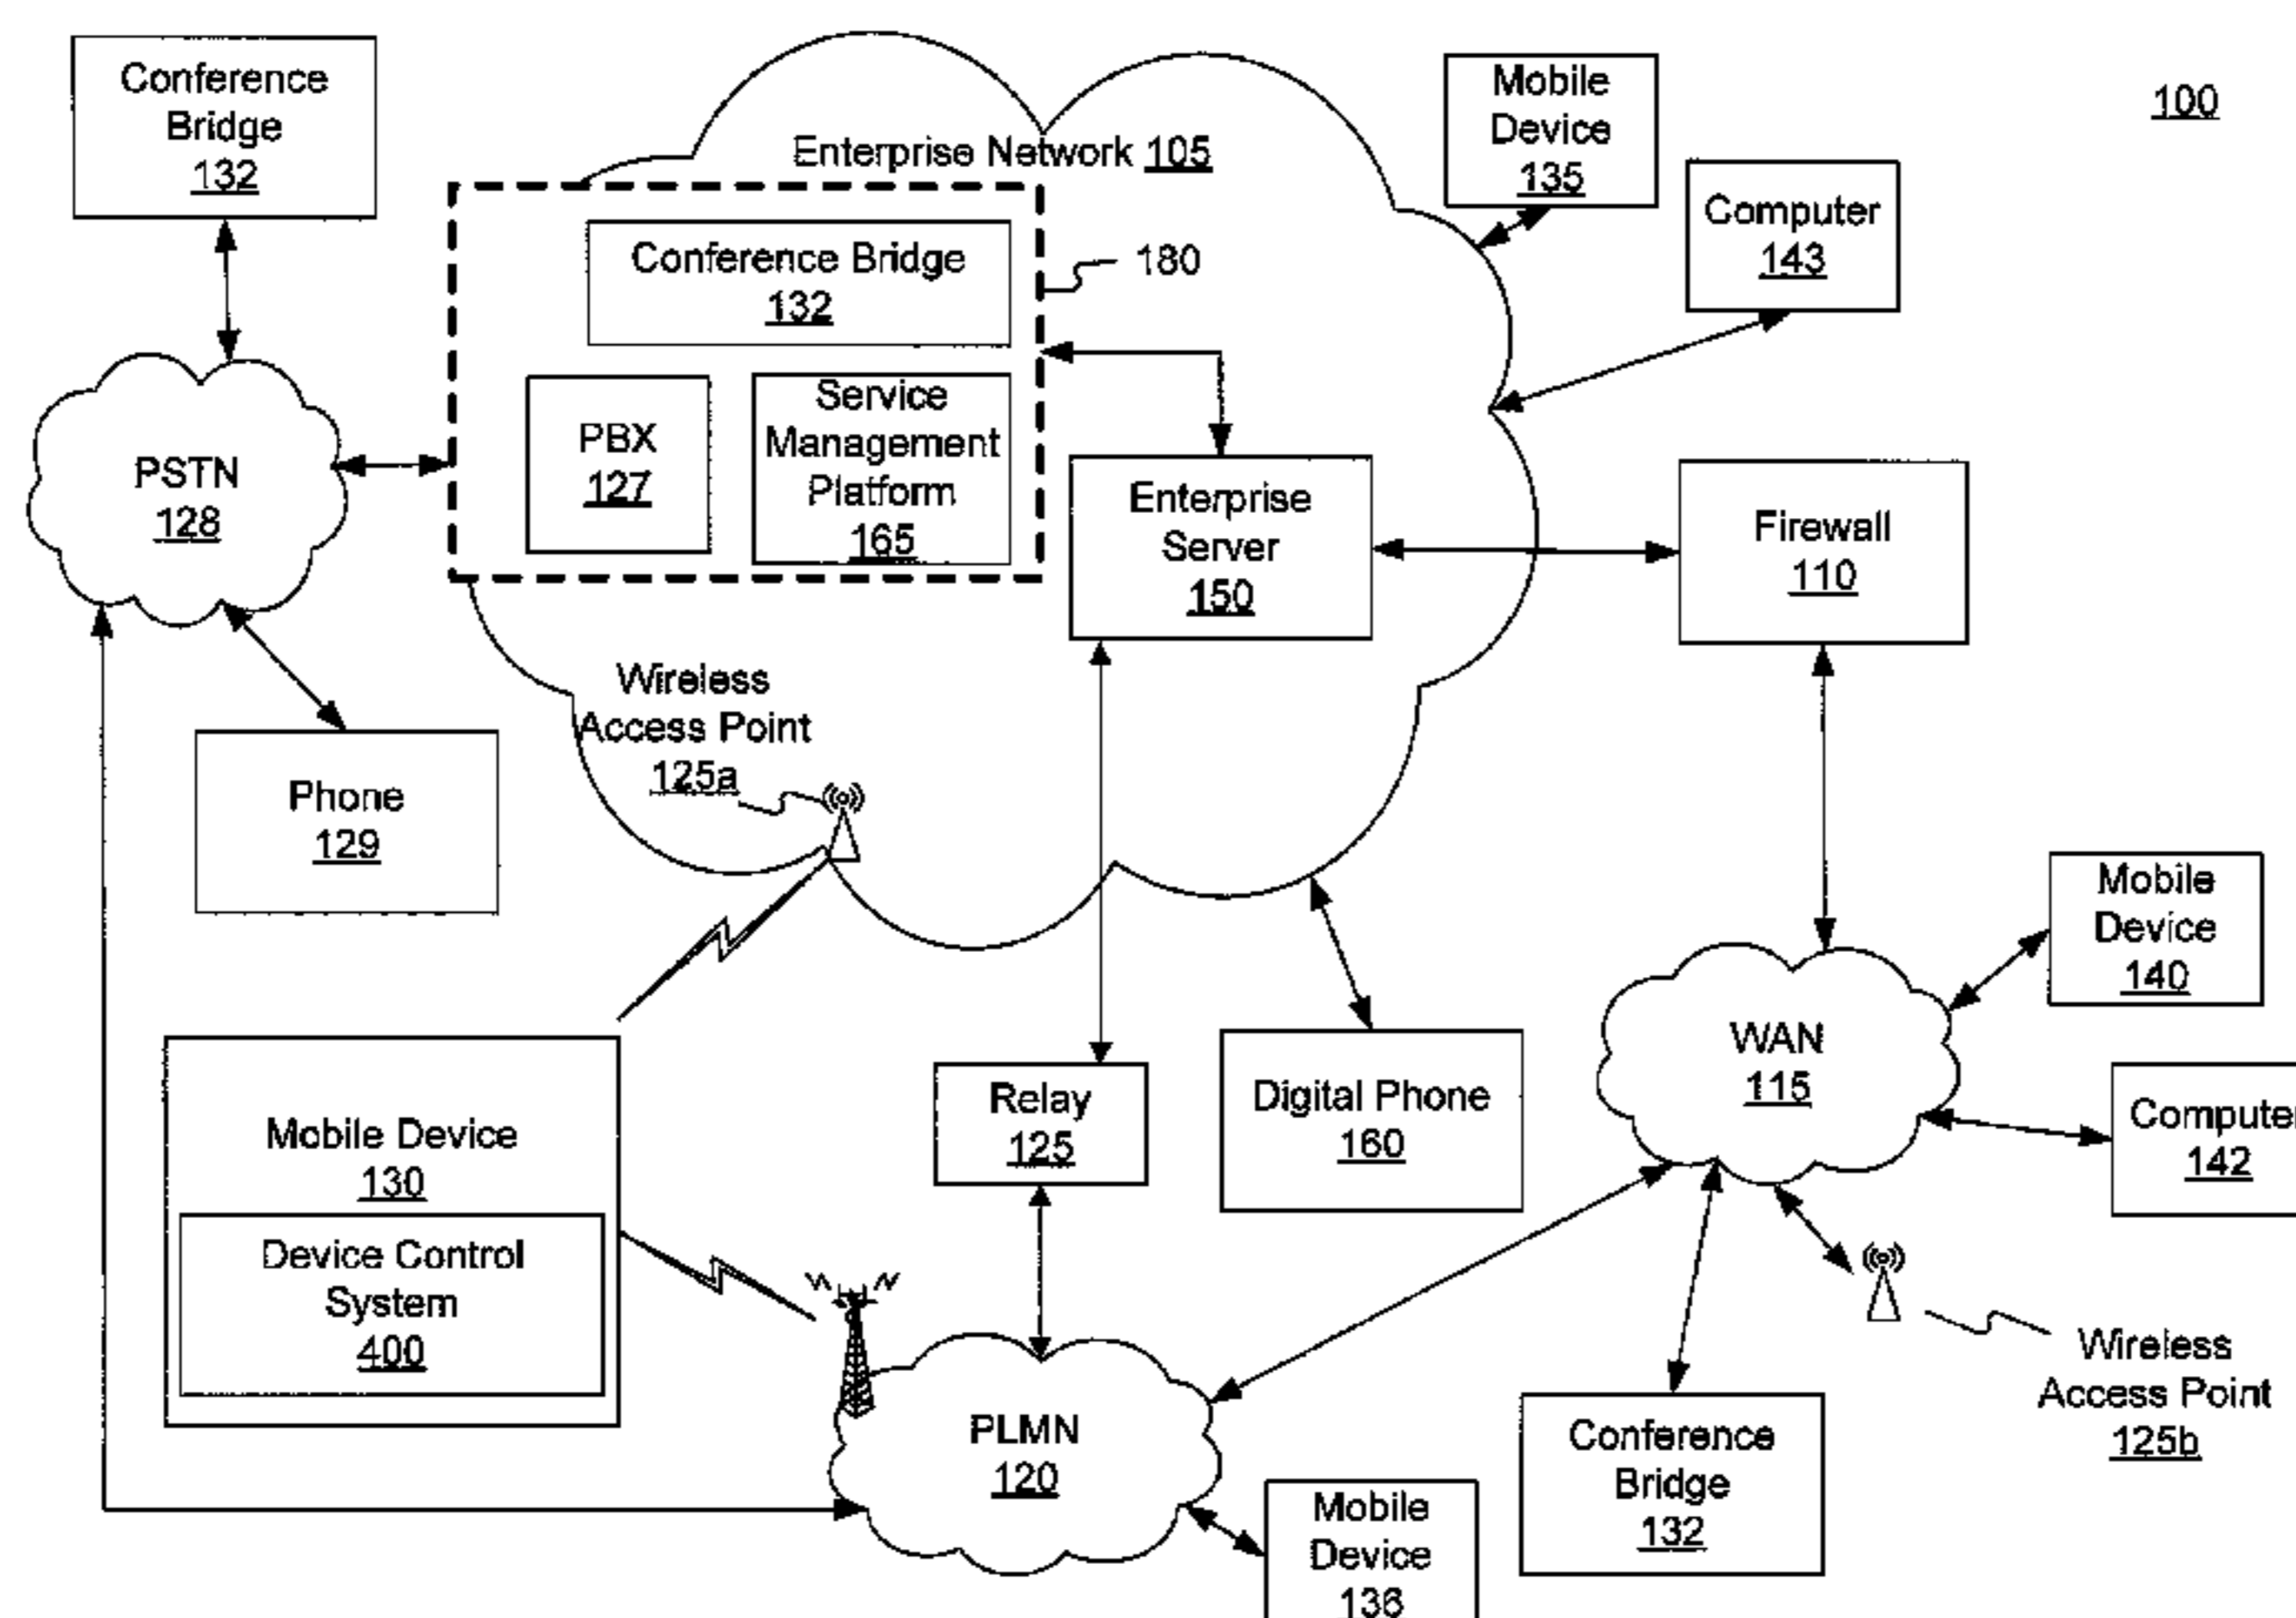 Conference
Bridge
132
Enterprise Network 105
Mobile
Device
135
100
Computer
143
Conference Bridge
132
180
PSTN
128
PBX
127
Service
Management
Platform
165
Enterprise
Server
150
Firewall
110
Wireless
Access Point
125a
Phone
129
Mobile
Device
140
WAN
115
Computer
142
Mobile Device
130
Device Control
System
400
Relay
125
Digital Phone
160
Wireless
Access Point
125b
PLMN
120
Conference
Bridge
132
Mobile
Device
136